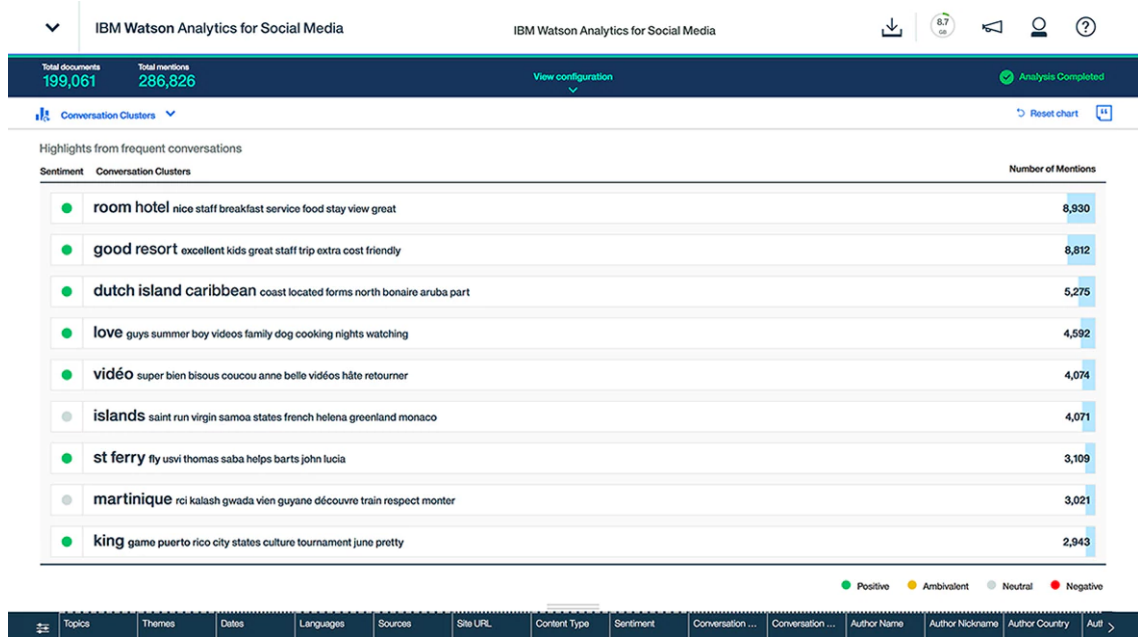 IBM Watson Analytics for Social Media
IBM Watson Analytics for Social Media
8.7
GB
Total documents
199,061
Total mentions
286,826
View configuration
Analysis Completed
Conversation Clusters
Reset chart
Highlights from frequent conversations
Sentiment Conversation Clusters Number of Mentions
room hotel nice staff breakfast service food stay view great 8,930
good resort excellent kids great staff trip extra cost friendly 8,812
dutch island caribbean coast located forms north bonaire aruba part 5,275
love guys summer boy videos family dog cooking nights watching 4,592
vidéo super bien bisous coucou anne belle vidéos hâte retourner 4,074
islands saint run virgin samoa states french helena greenland monaco 4,071
st ferry fly usvi thomas saba helps barts john lucia 3,109
martinique rci kalash gwada vien guyane découvre train respect monter 3,021
king game puerto rico city states culture tournament june pretty 2,943
Positive Ambivalent Neutral Negative
Topics Themes Dates Languages Sources Site URL Content Type Sentiment Conversation ... Conversation ... Author Name Author Nickname Author Country Aut